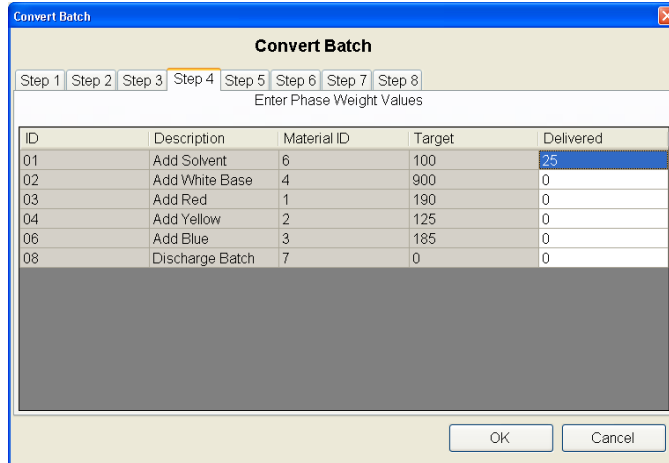 Convert Batch
Convert Batch
Step 1 Step 2 Step 3 Step 4 Step 5 Step 6 Step 7 Step 8
Enter Phase Weight Values
ID Description Material ID Target Delivered
01 Add Solvent 6 100 25
02 Add White Base 4 900 0
03 Add Red 1 190 0
04 Add Yellow 2 125 0
06 Add Blue 3 185 0
08 Discharge Batch 7 0 0
OK Cancel